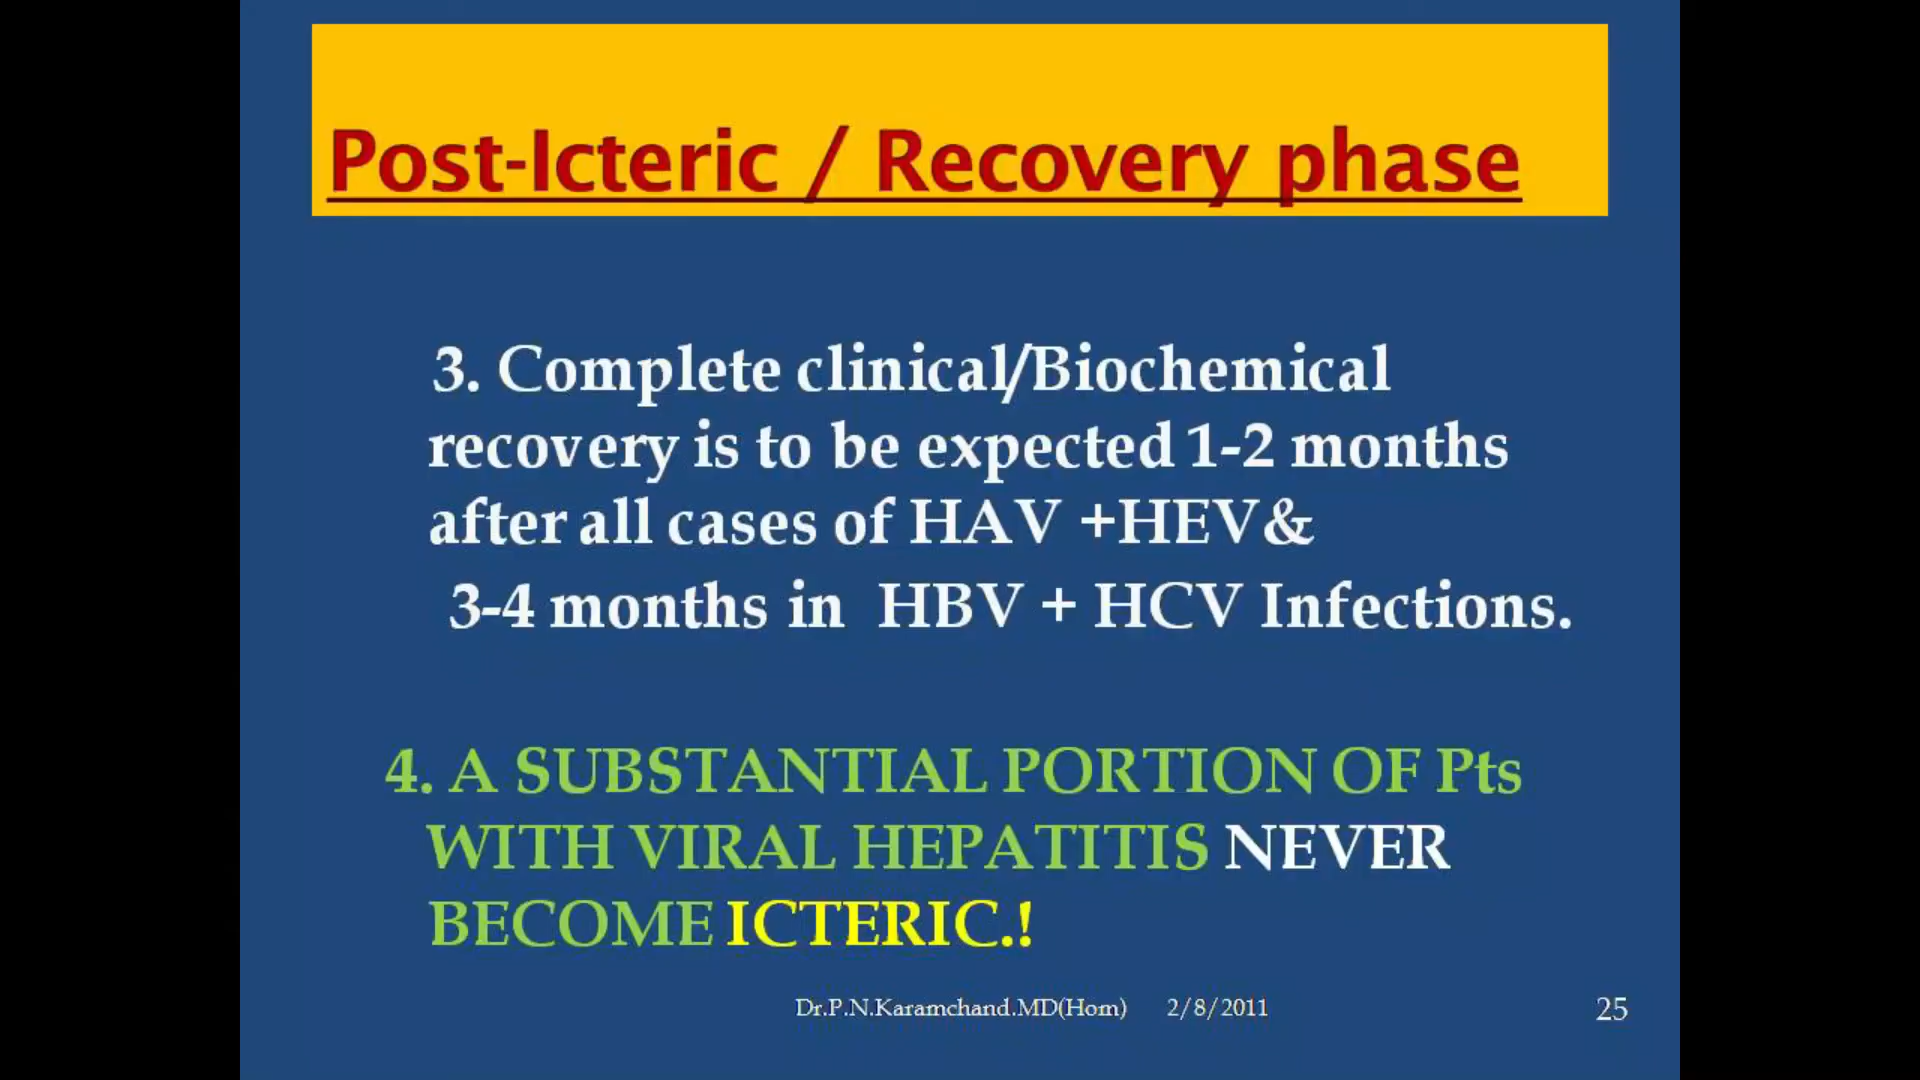 Post-Icteric / Recovery phase
3. Complete clinical/Biochemical
recovery is to be expected 1-2 months
after all cases of HAV +HEV&
3-4 months in HBV + HCV Infections.
4. A SUBSTANTIAL PORTION OF Pts
WITH VIRAL HEPATITIS NEVER
BECOME ICTERIC.!
Dr.P.N.Karamchand.MD(Hom) 2/8/2011 25